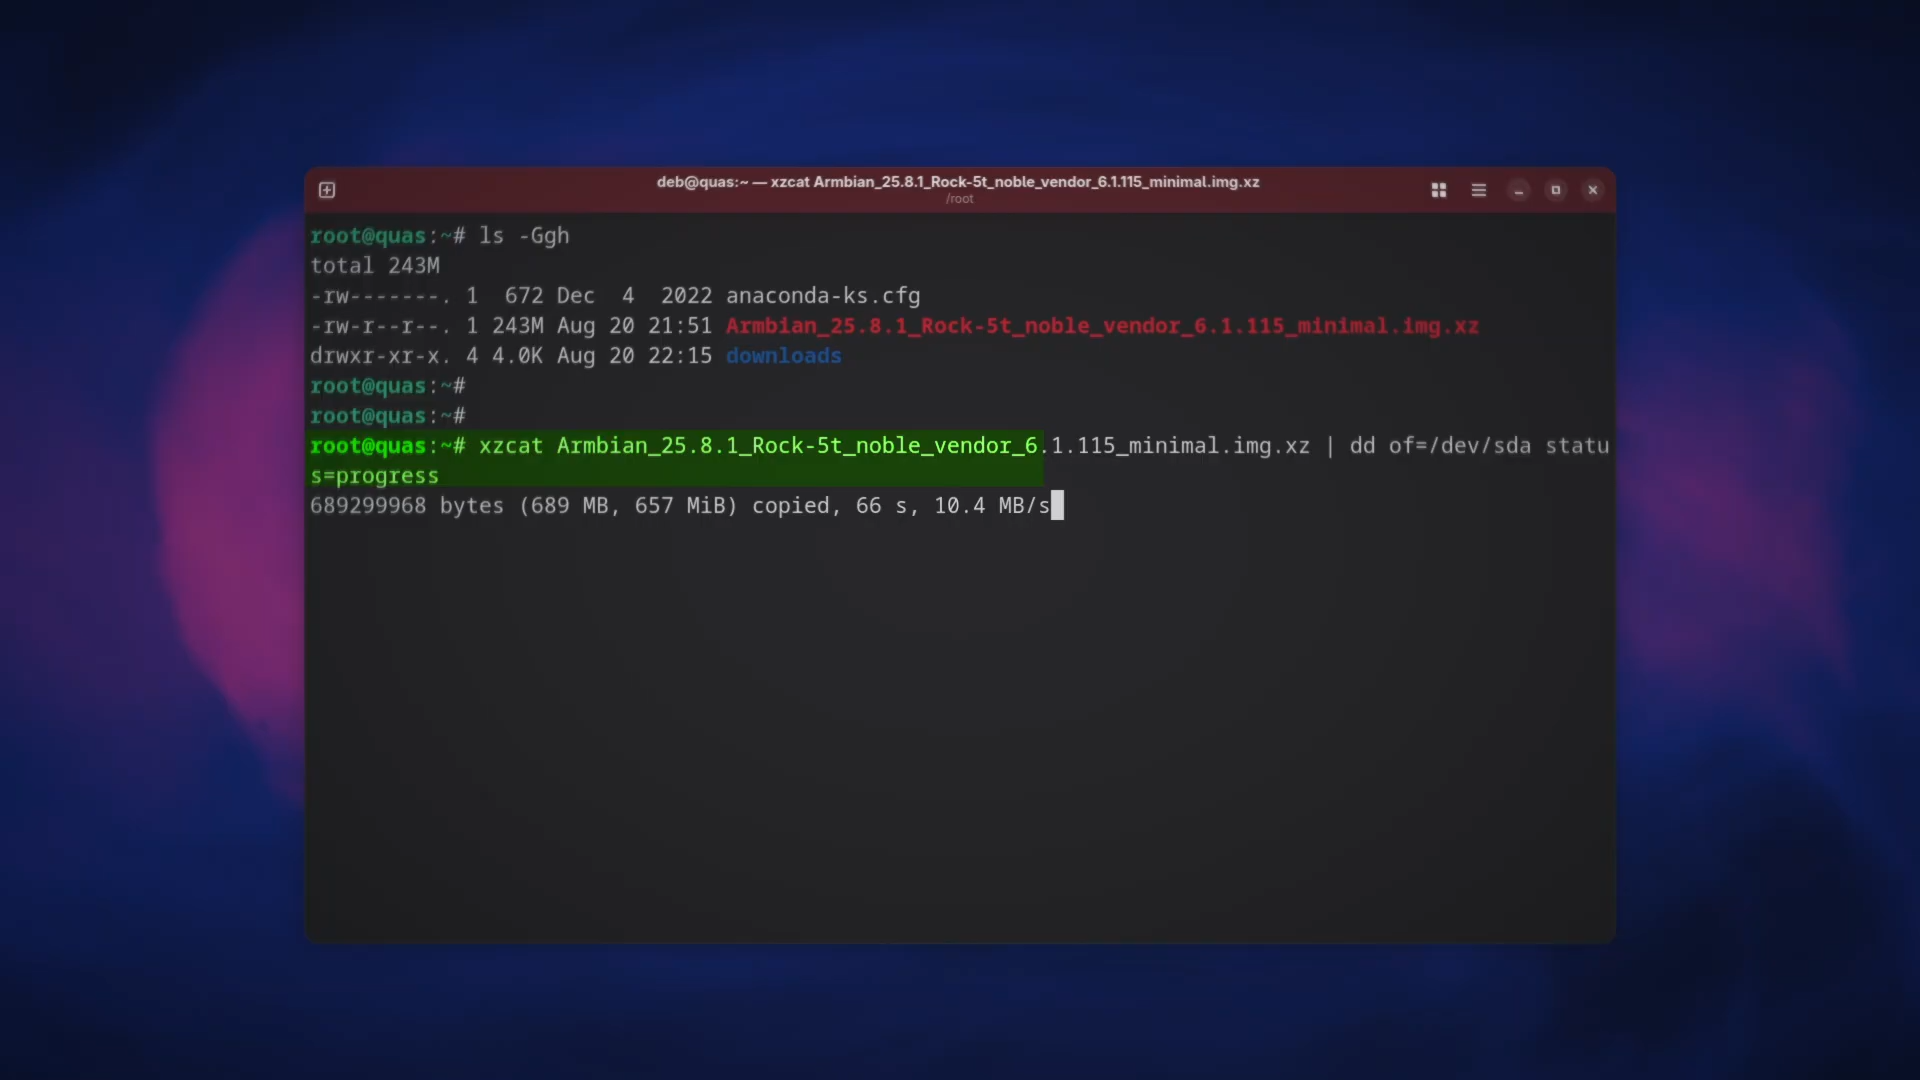 deb@quas:~ — xzcat Armbian_25.8.1_Rock-5t_noble_vendor_6.1.115_minimal.img.xz
/root
root@quas:~# ls -Ggh
total 243M
-rw-------. 1  672 Dec  4  2022 anaconda-ks.cfg
-rw-r--r--. 1 243M Aug 20 21:51 Armbian_25.8.1_Rock-5t_noble_vendor_6.1.115_minimal.img.xz
drwxr-xr-x. 4 4.0K Aug 20 22:15 downloads
root@quas:~#
root@quas:~#
root@quas:~# xzcat Armbian_25.8.1_Rock-5t_noble_vendor_6.1.115_minimal.img.xz | dd of=/dev/sda statu
s=progress
689299968 bytes (689 MB, 657 MiB) copied, 66 s, 10.4 MB/s